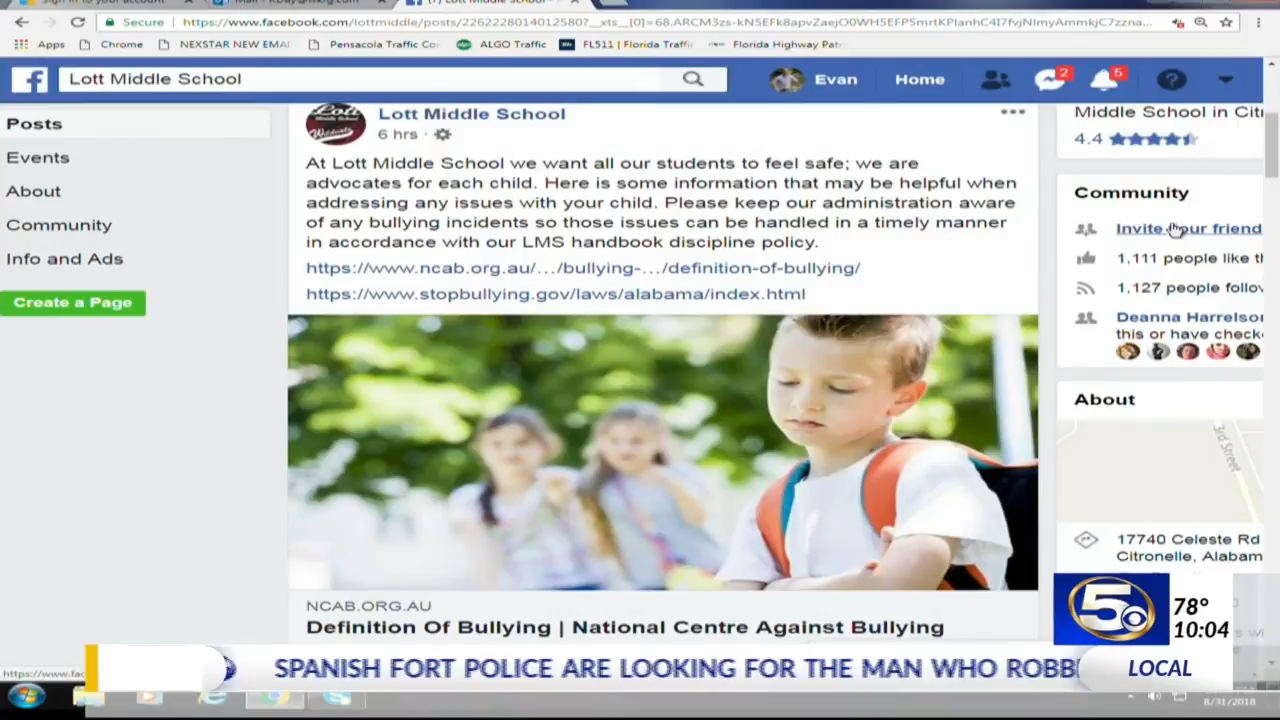 Secure
https://www.facebook.com/lottmiddle/posts/2262228014012580?
Apps
Chrome
NEXSTAR NEW EMAI
Pensacola Traffic Co
ALGO Traffic
FL511 | Florida Traffi
Florida Highway Pat
Lott Middle School
Evan
Home
2
5
Posts
Events
About
Community
Info and Ads
Create a Page
Lott Middle School
6 hrs
At Lott Middle School we want all our students to feel safe; we are
advocates for each child. Here is some information that may be helpful when
addressing any issues with your child. Please keep our administration aware
of any bullying incidents so those issues can be handled in a timely manner
in accordance with our LMS handbook discipline policy.
https://www.ncab.org.au/.../bullying-.../definition-of-bullying/
https://www.stopbullying.gov/laws/alabama/index.html
NCAB.ORG.AU
Definition Of Bullying | National Centre Against Bullying
Middle School in Citr
4.4
Community
Invite your friend
1,111 people like th
1,127 people follov
Deanna Harrelson
this or have check
About
3rd Street
17740 Celeste Rd
Citronelle, Alabam
5
78°
10:04
SPANISH FORT POLICE ARE LOOKING FOR THE MAN WHO ROBB
LOCAL
https://www.fac
8/31/2018